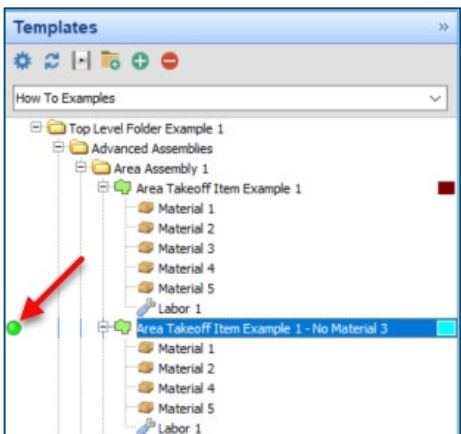 Templates
How To Examples
Top Level Folder Example 1
Advanced Assemblies
Area Assembly 1
Area Takeoff Item Example 1
Material 1
Material 2
Material 3
Material 4
Material 5
Labor 1
Area Takeoff Item Example 1 - No Material 3
Material 1
Material 2
Material 4
Material 5
Labor 1